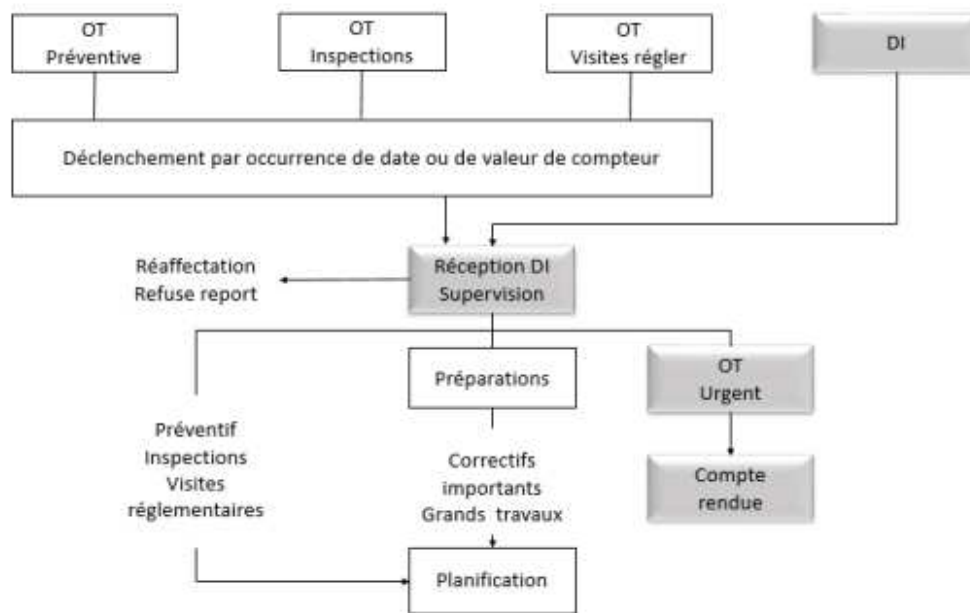 OT
Préventive
OT
Inspections
OT
Visites régler
DI
Déclenchement par occurrence de date ou de valeur de compteur
Réaffectation
Refuse report
Réception DI
Supervision
Préparations
OT
Urgent
Préventif
Inspections
Visites
réglementaires
Correctifs
importants
Grands travaux
Compte
rendue
Planification